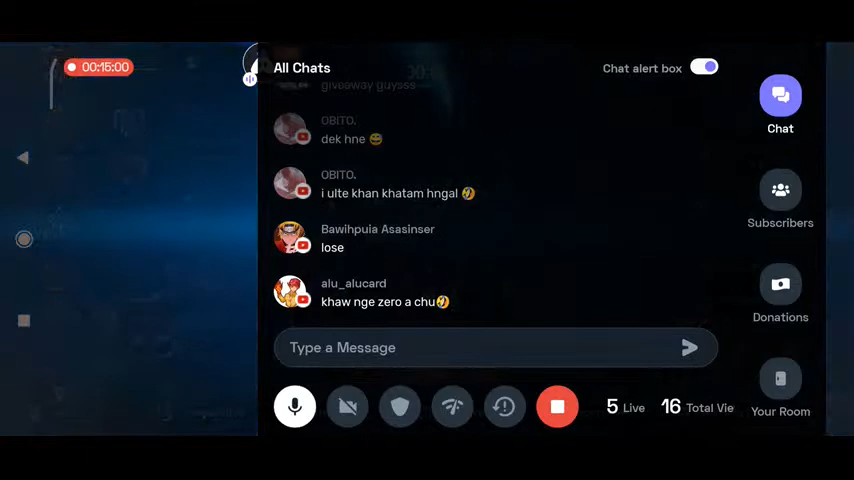 00:15:00
All Chats
Chat alert box
giveaway guysss
OBITO.
dek hne 😅
OBITO.
i ulte khan khatam hngal 🤣
Bawihpuia Asasinser
lose
alu_alucard
khaw nge zero a chu🤣
Type a Message
5 Live 16 Total Vie
Chat
Subscribers
Donations
Your Room